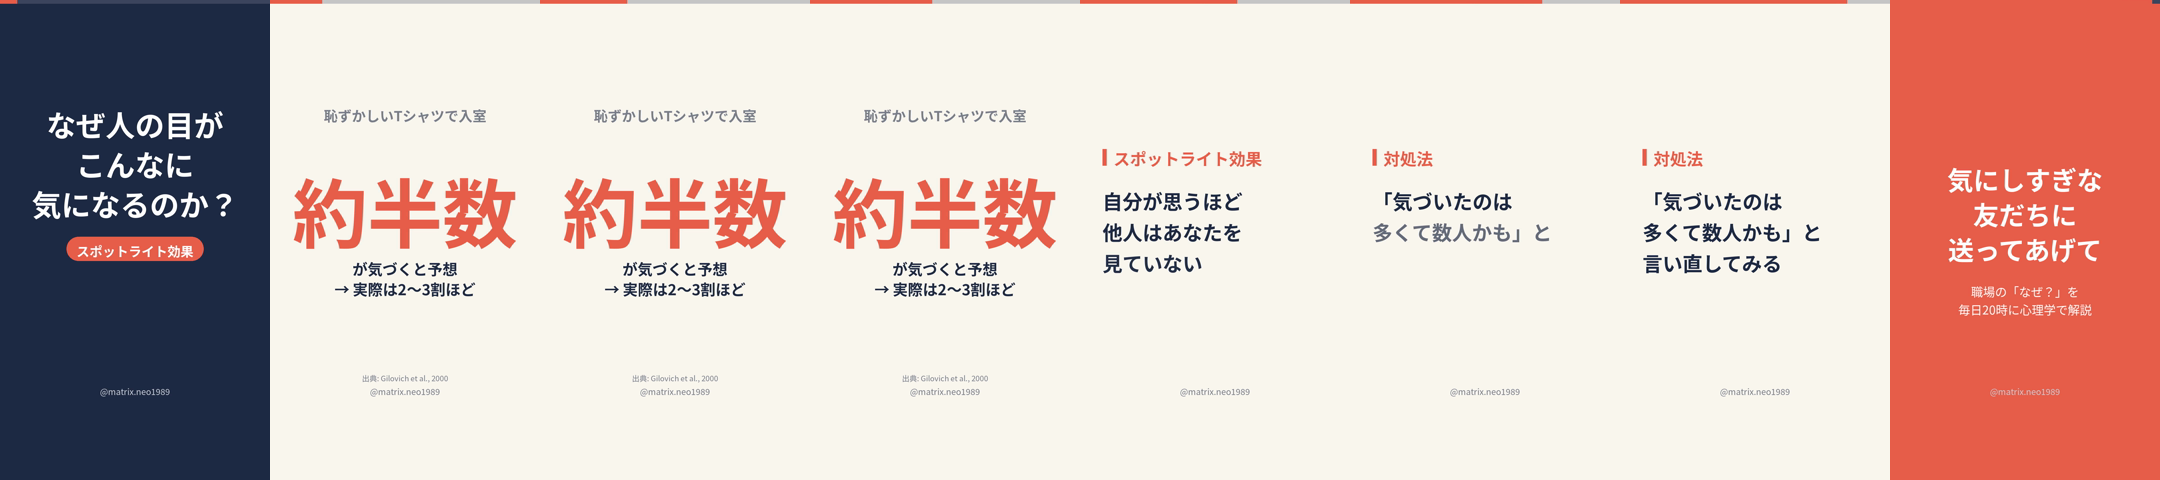 なぜ人の目が
こんなに
気になるのか？
スポットライト効果
@matrix.neo1989
恥ずかしいTシャツで入室
約半数
が気づくと予想
→ 実際は2〜3割ほど
出典: Gilovich et al., 2000
@matrix.neo1989
恥ずかしいTシャツで入室
約半数
が気づくと予想
→ 実際は2〜3割ほど
出典: Gilovich et al., 2000
@matrix.neo1989
恥ずかしいTシャツで入室
約半数
が気づくと予想
→ 実際は2〜3割ほど
出典: Gilovich et al., 2000
@matrix.neo1989
スポットライト効果
自分が思うほど
他人はあなたを
見ていない
@matrix.neo1989
対処法
「気づいたのは
多くて数人かも」と
@matrix.neo1989
対処法
「気づいたのは
多くて数人かも」と
言い直してみる
@matrix.neo1989
気にしすぎな
友だちに
送ってあげて
職場の「なぜ？」を
毎日20時に心理学で解説
@matrix.neo1989